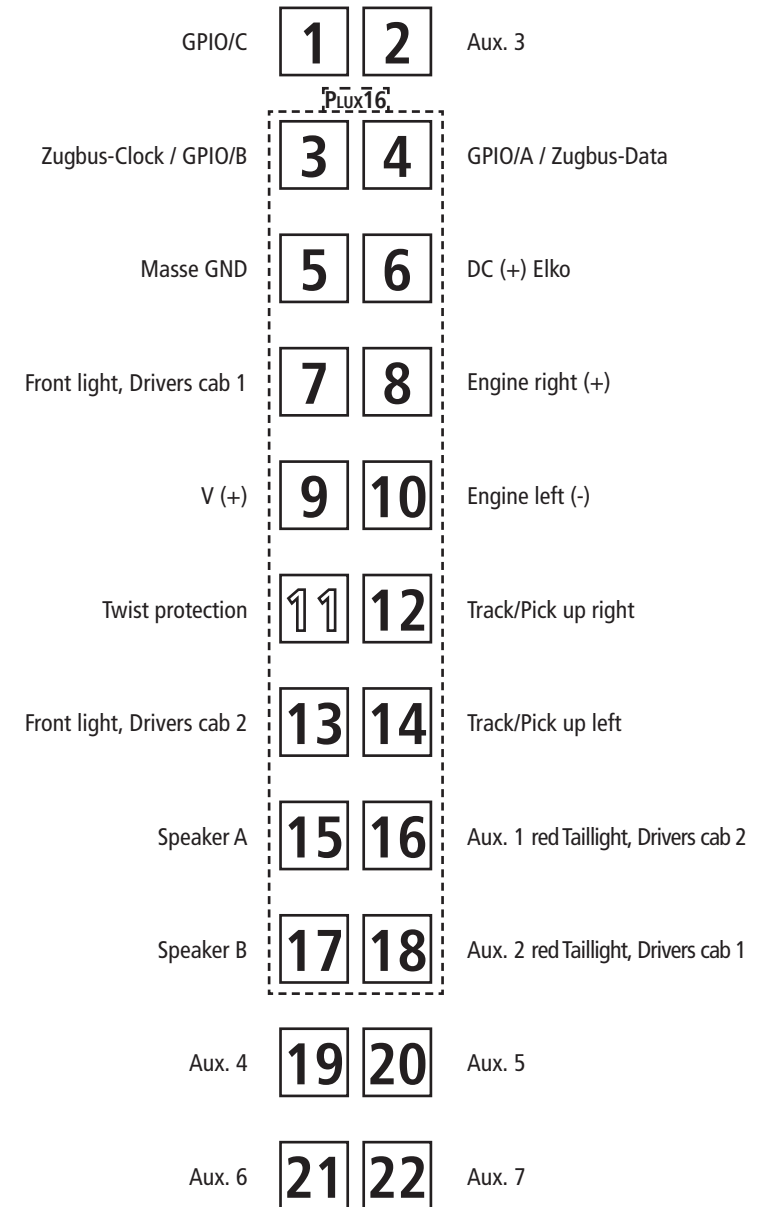 GPIO/C 1 2 Aux. 3
PLUX16
Zugbus-Clock / GPIO/B 3 4 GPIO/A / Zugbus-Data
Masse GND 5 6 DC (+) Elko
Front light, Drivers cab 1 7 8 Engine right (+)
V (+) 9 10 Engine left (-)
Twist protection 11 12 Track/Pick up right
Front light, Drivers cab 2 13 14 Track/Pick up left
Speaker A 15 16 Aux. 1 red Taillight, Drivers cab 2
Speaker B 17 18 Aux. 2 red Taillight, Drivers cab 1
Aux. 4 19 20 Aux. 5
Aux. 6 21 22 Aux. 7